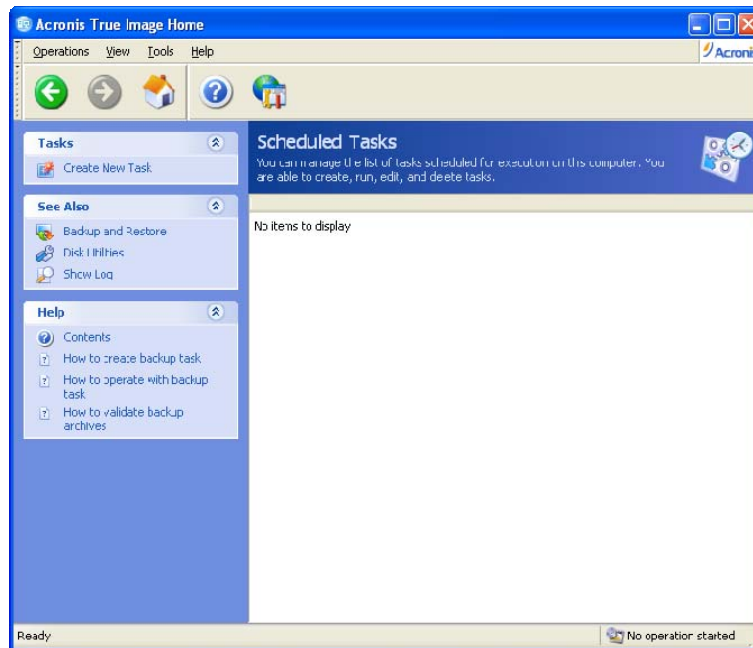 Acronis True Image Home
Operations View Tools Help
Acronis
Tasks
Create New Task
See Also
Backup and Restore
Disk Utilities
Show Log
Help
Contents
How to create backup task
How to operate with backup
task
How to validate backup
archives
Scheduled Tasks
You can manage the list of tasks scheduled for execution on this computer. You
are able to create, run, edit, and delete tasks.
No items to display
Ready
No operation started